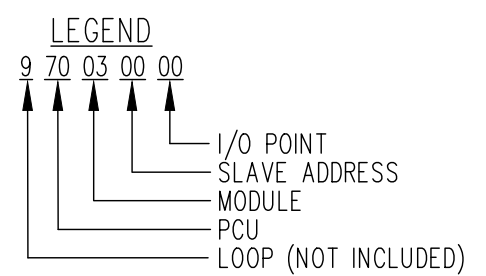 LEGEND
9 70 03 00 00
I/O POINT
SLAVE ADDRESS
MODULE
PCU
LOOP (NOT INCLUDED)